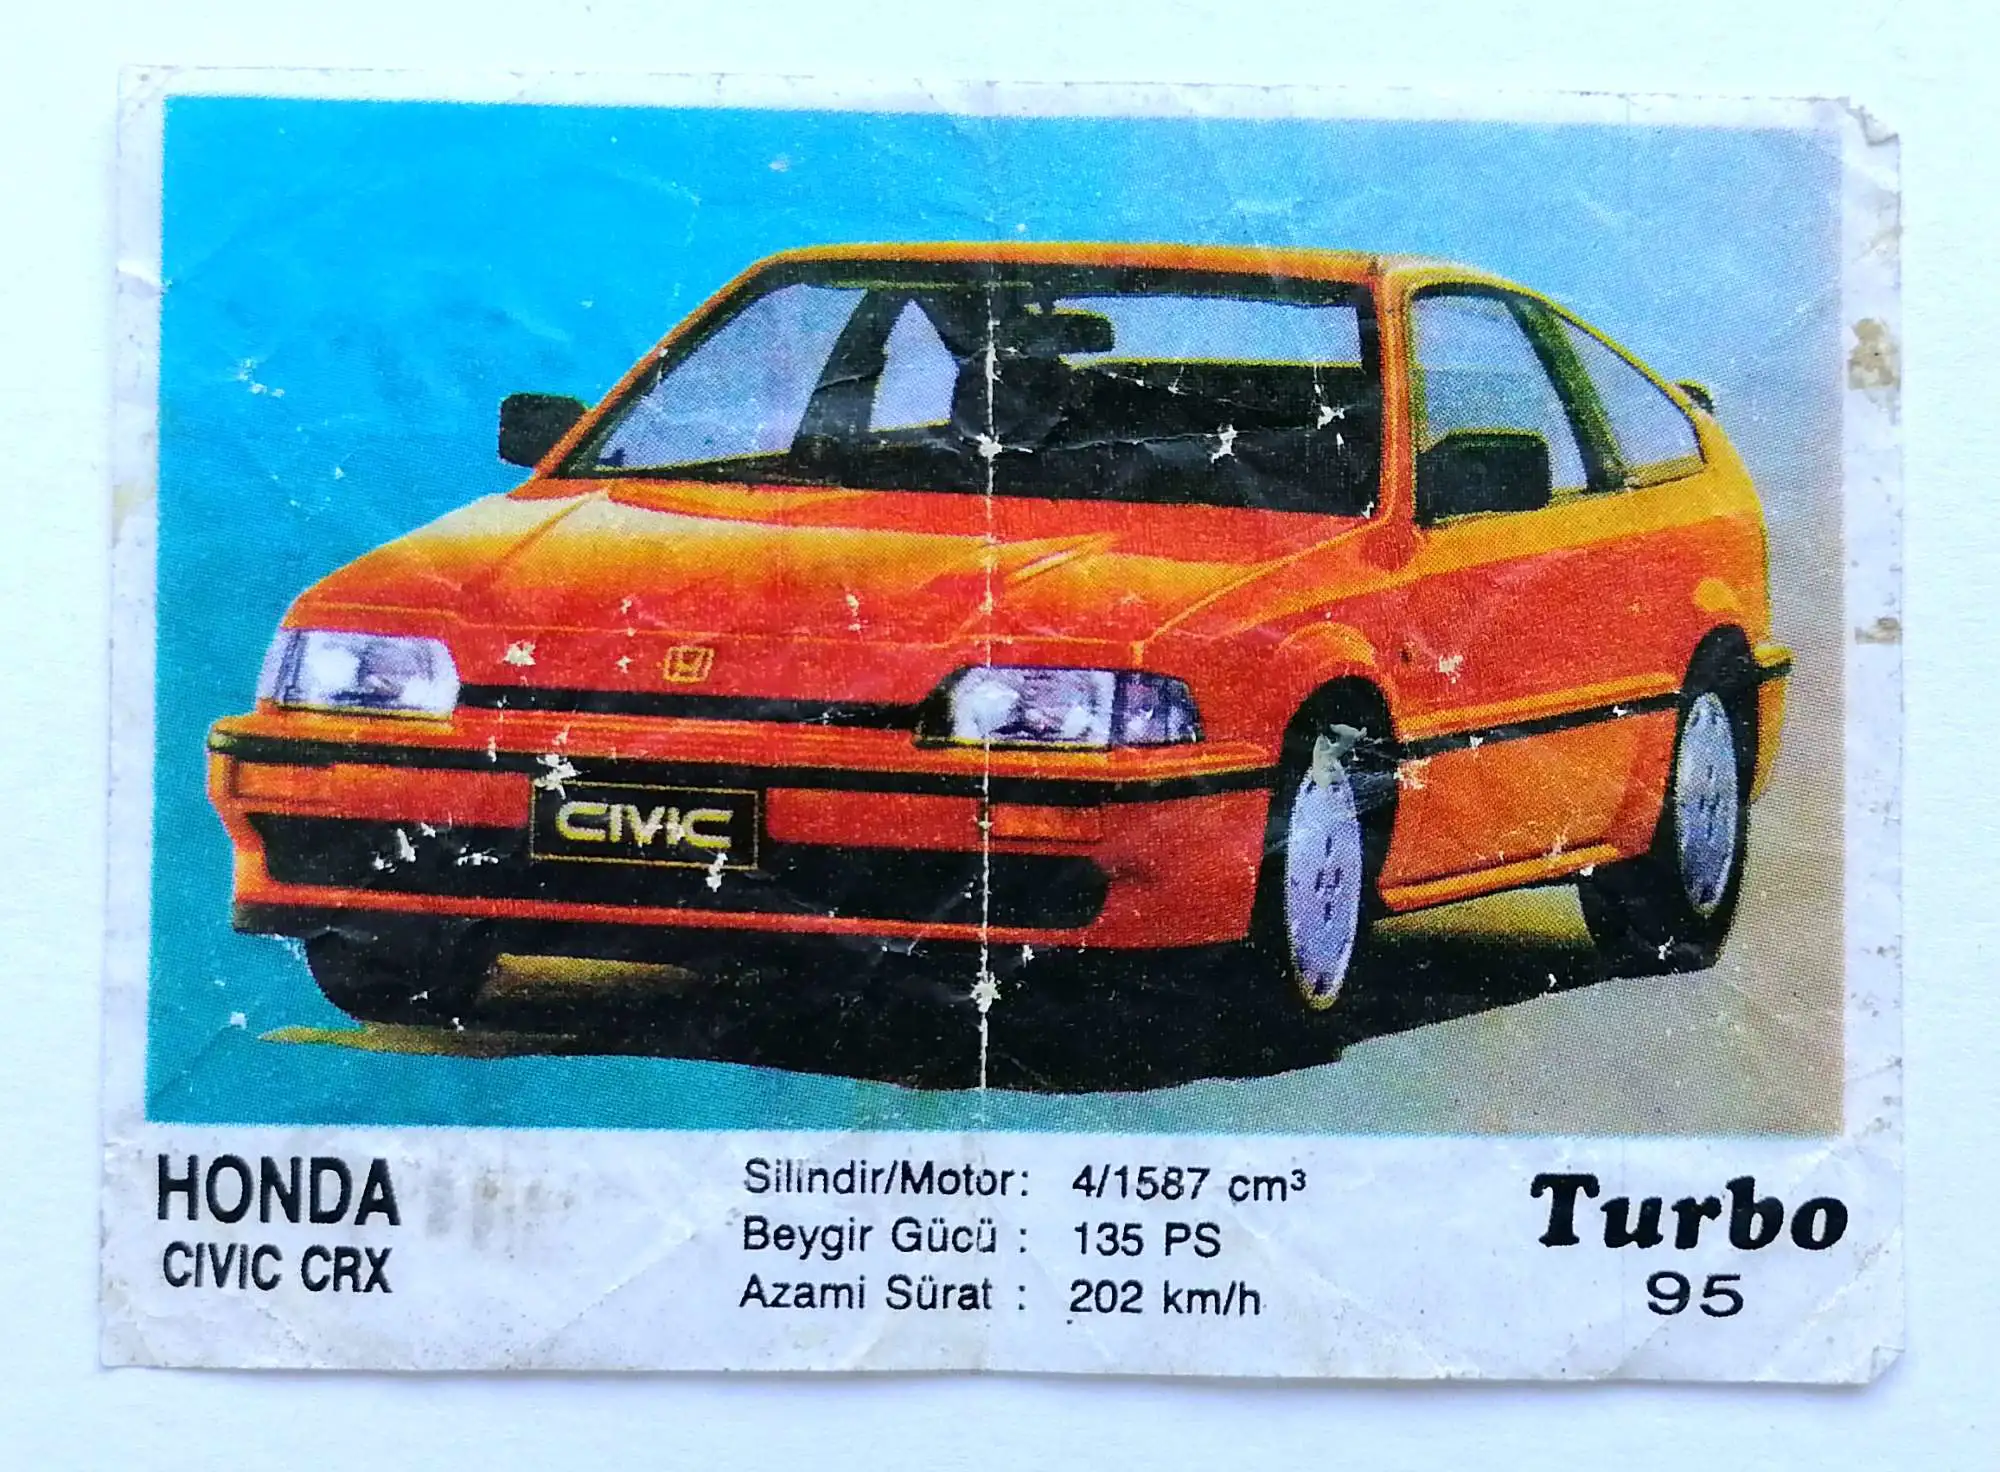 CIVIC
HONDA
CIVIC CRX
Silindir/Motor: 4/1587 cm³
Beygir Gücü : 135 PS
Azami Sürat : 202 km/h
Turbo
95